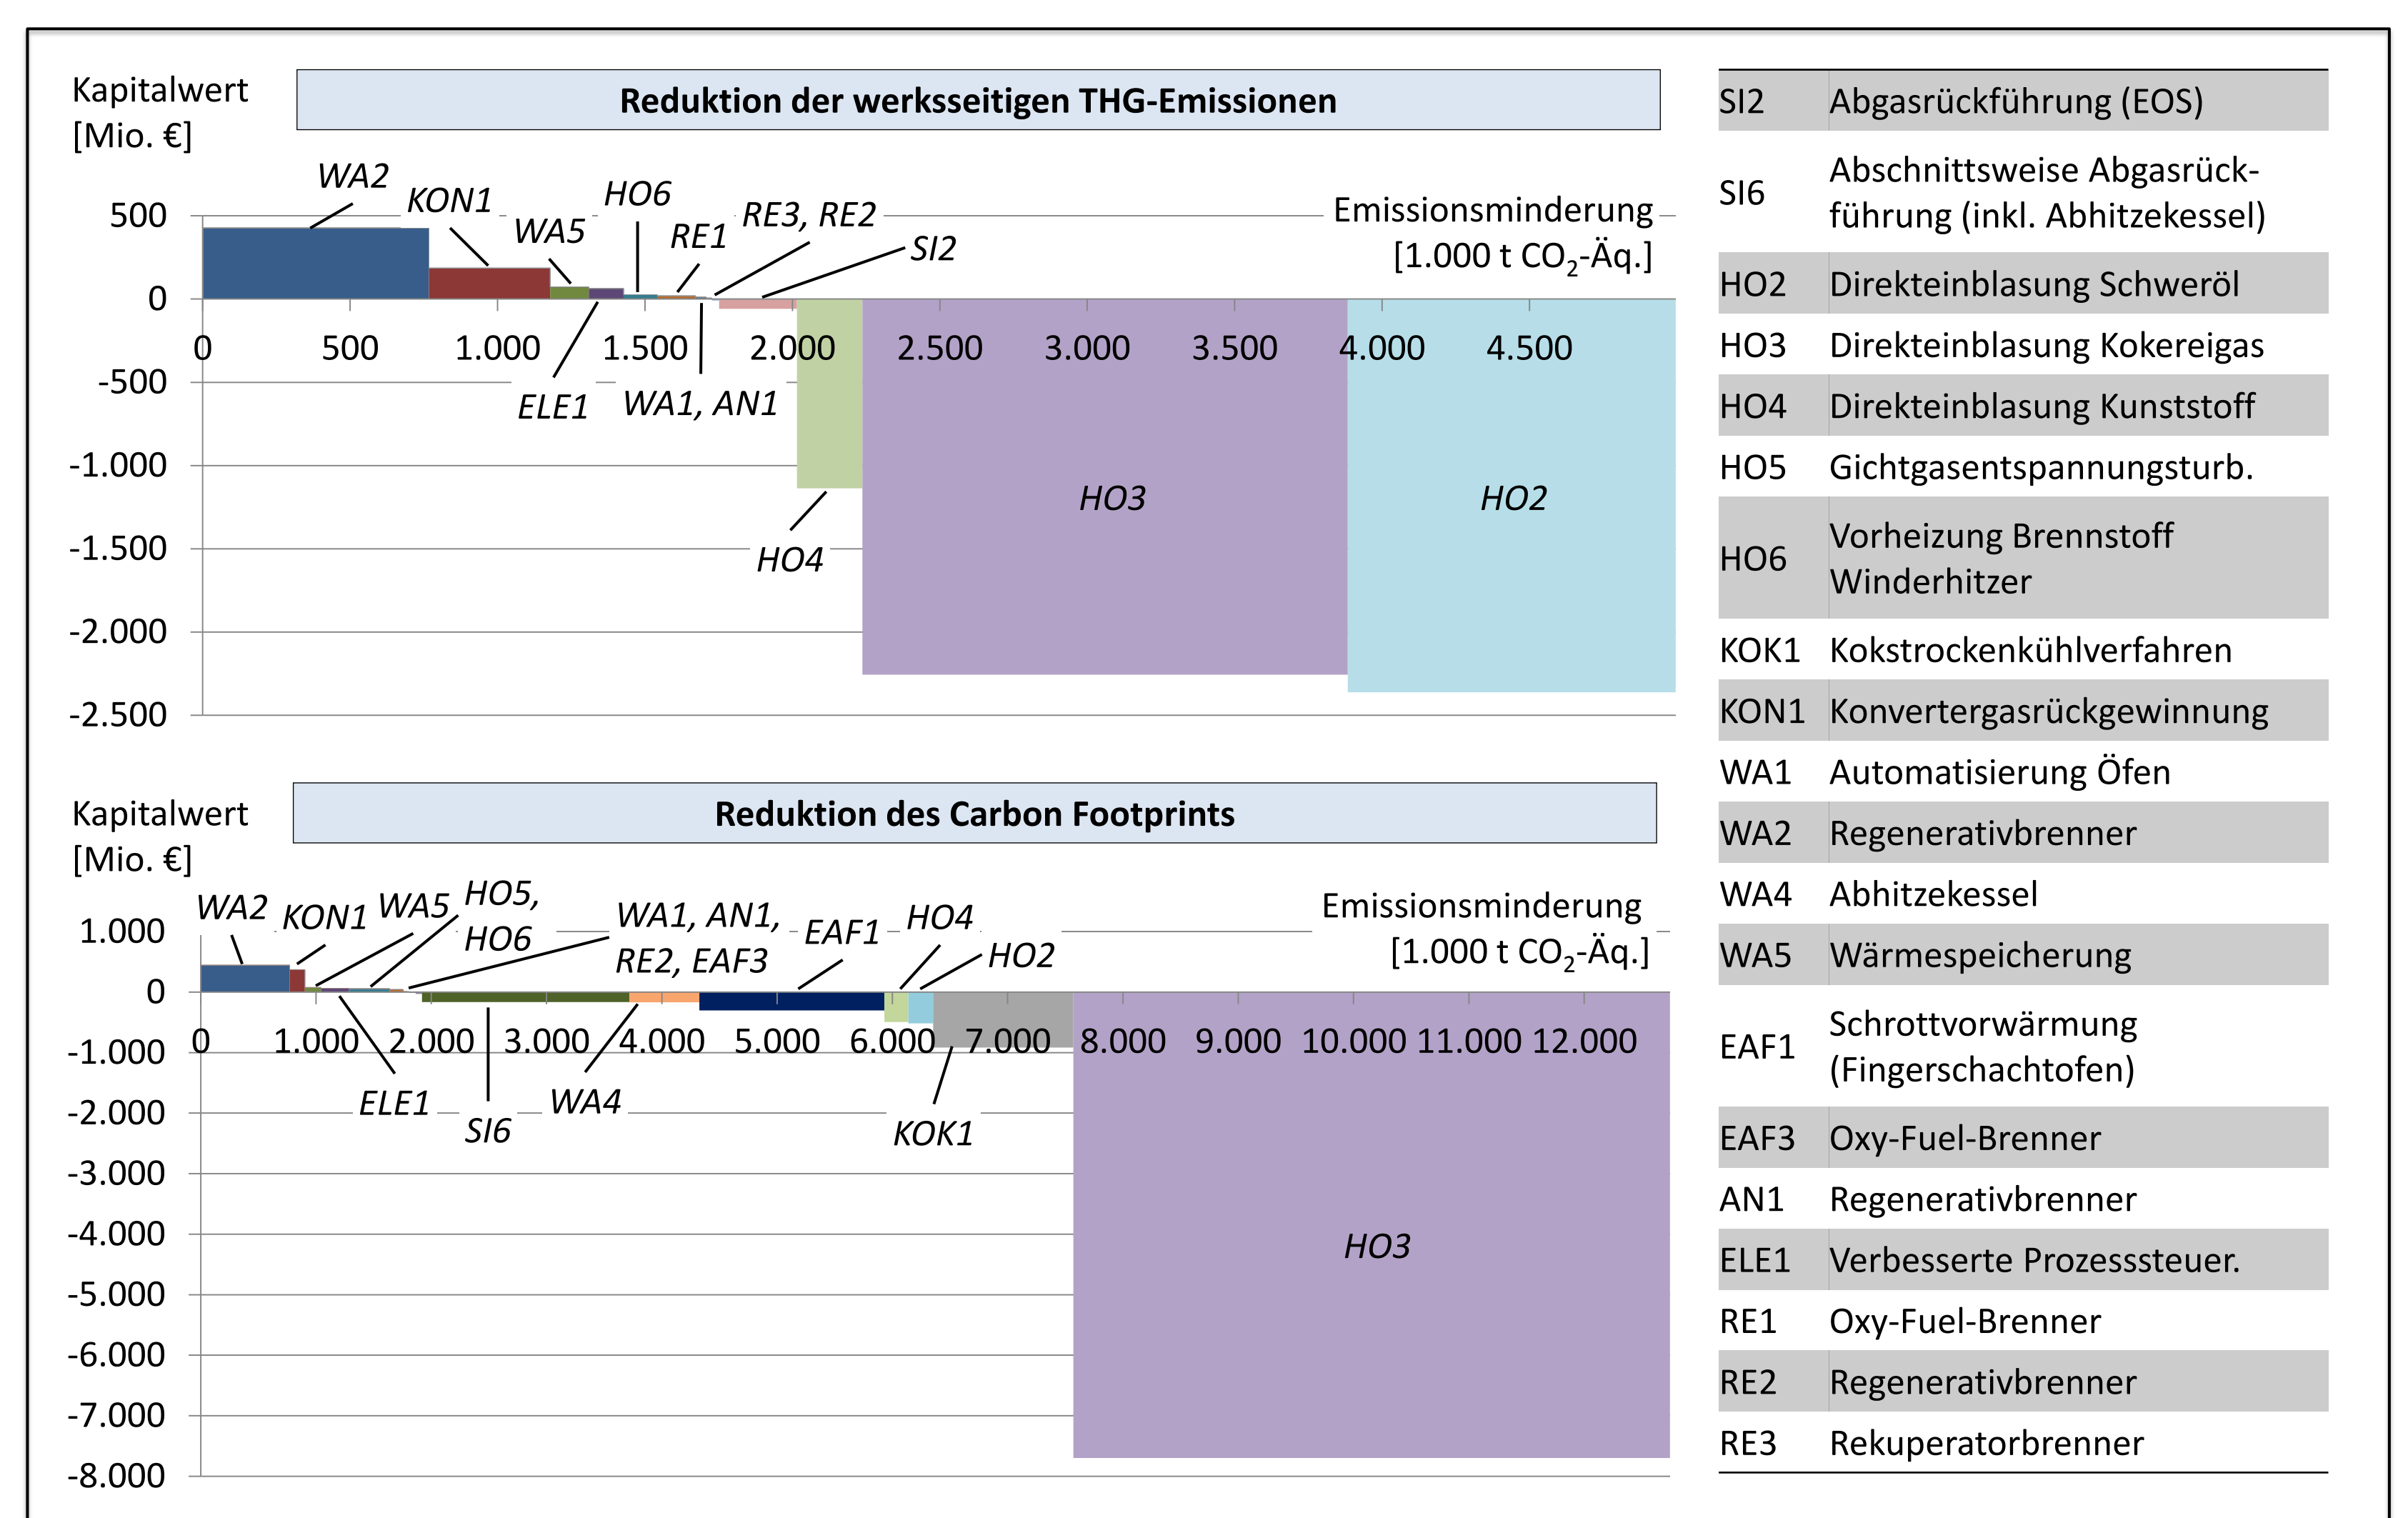 Kapitalwert
[Mio. €]
Reduktion der werksseitigen THG-Emissionen
WA2
KON1
WA5
HO6
RE1
RE3, RE2
SI2
Emissionsminderung
[1.000 t CO₂-Äq.]
500
0
-500
-1.000
-1.500
-2.000
-2.500
0
500
1.000
1.500
2.000
2.500
3.000
3.500
4.000
4.500
ELE1
WA1, AN1
HO4
HO3
HO2
Kapitalwert
[Mio. €]
Reduktion des Carbon Footprints
WA2
KON1
WA5
HO5,
HO6
WA1, AN1,
RE2, EAF3
EAF1
HO4
HO2
Emissionsminderung
[1.000 t CO₂-Äq.]
1.000
0
-1.000
-2.000
-3.000
-4.000
-5.000
-6.000
-7.000
-8.000
0
1.000
2.000
3.000
4.000
5.000
6.000
7.000
8.000
9.000
10.000
11.000
12.000
ELE1
SI6
WA4
KOK1
HO3
SI2 Abgasrückführung (EOS)
SI6 Abschnittsweise Abgasrück-
führung (inkl. Abhitzekessel)
HO2 Direkteinblasung Schweröl
HO3 Direkteinblasung Kokereigas
HO4 Direkteinblasung Kunststoff
HO5 Gichtgasentspannungsturb.
HO6 Vorheizung Brennstoff
Winderhitzer
KOK1 Kokstrockenkühlverfahren
KON1 Konvertergasrückgewinnung
WA1 Automatisierung Öfen
WA2 Regenerativbrenner
WA4 Abhitzekessel
WA5 Wärmespeicherung
EAF1 Schrottvorwärmung
(Fingerschachtofen)
EAF3 Oxy-Fuel-Brenner
AN1 Regenerativbrenner
ELE1 Verbesserte Prozesssteuer.
RE1 Oxy-Fuel-Brenner
RE2 Regenerativbrenner
RE3 Rekuperatorbrenner